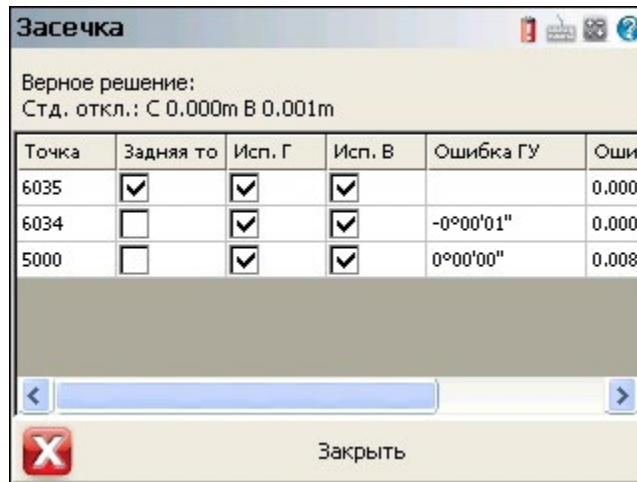 Засечка
Верное решение:
Стд. откл.: С 0.000m В 0.001m
Точка Задняя то Исп. Г Исп. В Ошибка ГУ Оши
6035 0.000
6034 -0°00'01" 0.000
5000 0°00'00" 0.008
Закрыть